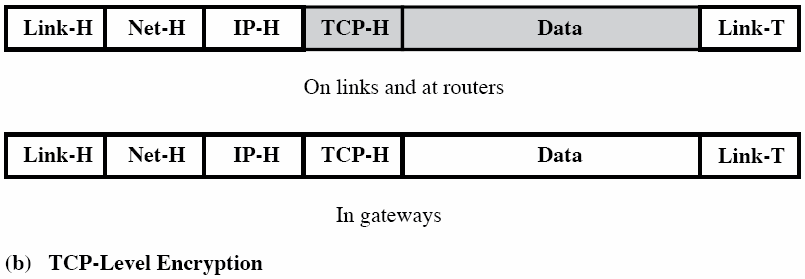 Link-H Net-H IP-H TCP-H Data Link-T
On links and at routers
Link-H Net-H IP-H TCP-H Data Link-T
In gateways
(b) TCP-Level Encryption